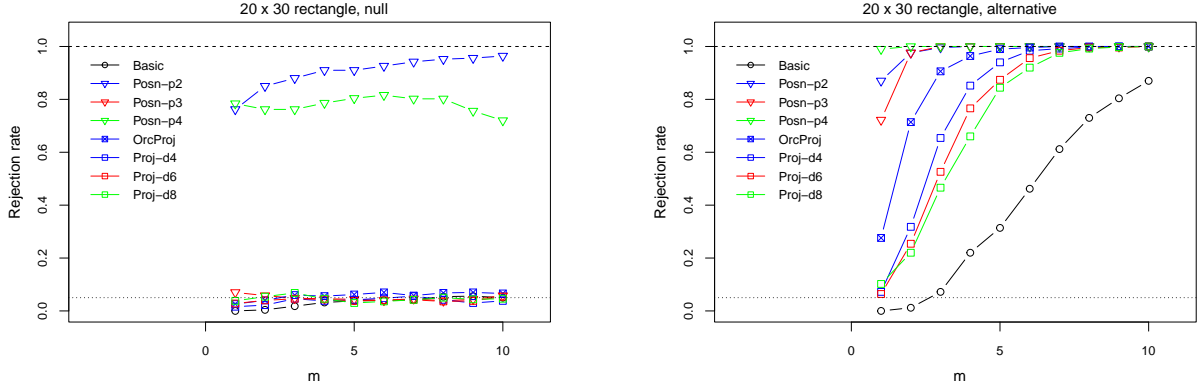 20 x 30 rectangle, null
Rejection rate
1.0
0.8
0.6
0.4
0.2
0.0
Basic
Posn-p2
Posn-p3
Posn-p4
OrcProj
Proj-d4
Proj-d6
Proj-d8
0
5
10
m
20 x 30 rectangle, alternative
Rejection rate
1.0
0.8
0.6
0.4
0.2
0.0
Basic
Posn-p2
Posn-p3
Posn-p4
OrcProj
Proj-d4
Proj-d6
Proj-d8
0
5
10
m